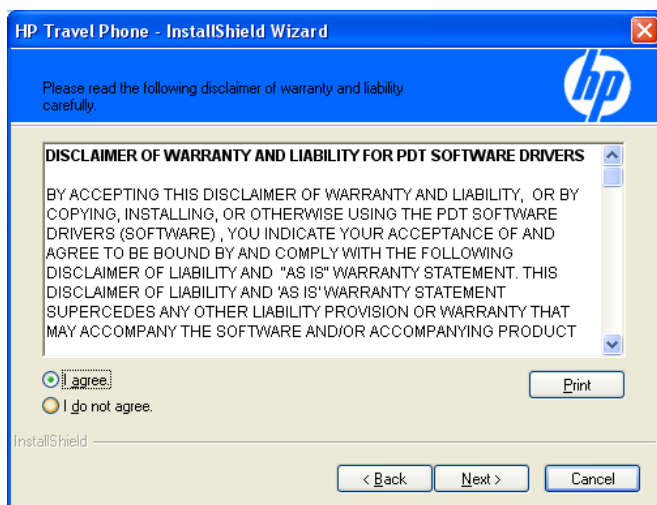 HP Travel Phone - InstallShield Wizard
hp
Please read the following disclaimer of warranty and liability
carefully.
DISCLAIMER OF WARRANTY AND LIABILITY FOR PDT SOFTWARE DRIVERS
BY ACCEPTING THIS DISCLAIMER OF WARRANTY AND LIABILITY, OR BY
COPYING, INSTALLING, OR OTHERWISE USING THE PDT SOFTWARE
DRIVERS (SOFTWARE) , YOU INDICATE YOUR ACCEPTANCE OF AND
AGREE TO BE BOUND BY AND COMPLY WITH THE FOLLOWING
DISCLAIMER OF LIABILITY AND "AS IS" WARRANTY STATEMENT. THIS
DISCLAIMER OF LIABILITY AND 'AS IS' WARRANTY STATEMENT
SUPERCEDES ANY OTHER LIABILITY PROVISION OR WARRANTY THAT
MAY ACCOMPANY THE SOFTWARE AND/OR ACCOMPANYING PRODUCT
I agree.
Print
I do not agree.
InstallShield
< Back
Next >
Cancel